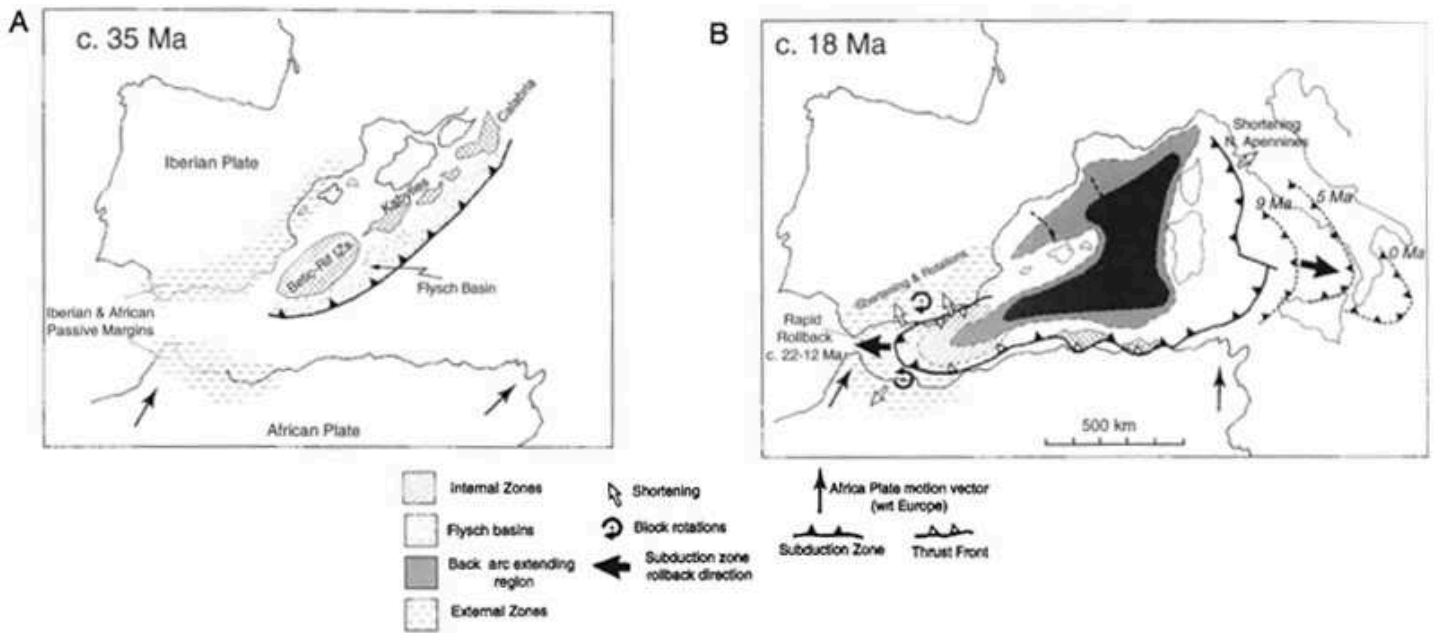 A
c. 35 Ma
Iberian Plate
Calabria
Kabylies
Betic-Rif IZs
Flysch Basin
Iberian & African
Passive Margins
African Plate
B
c. 18 Ma
Shortening
N. Apennines
9 Ma
5 Ma
0 Ma
Shortening & Rotations
Rapid
Rollback
c. 22-12 Ma
500 km
Internal Zones
Flysch basins
Back arc extending
region
External Zones
Shortening
Block rotations
Subduction zone
rollback direction
Africa Plate motion vector
(wrt Europe)
Subduction Zone
Thrust Front